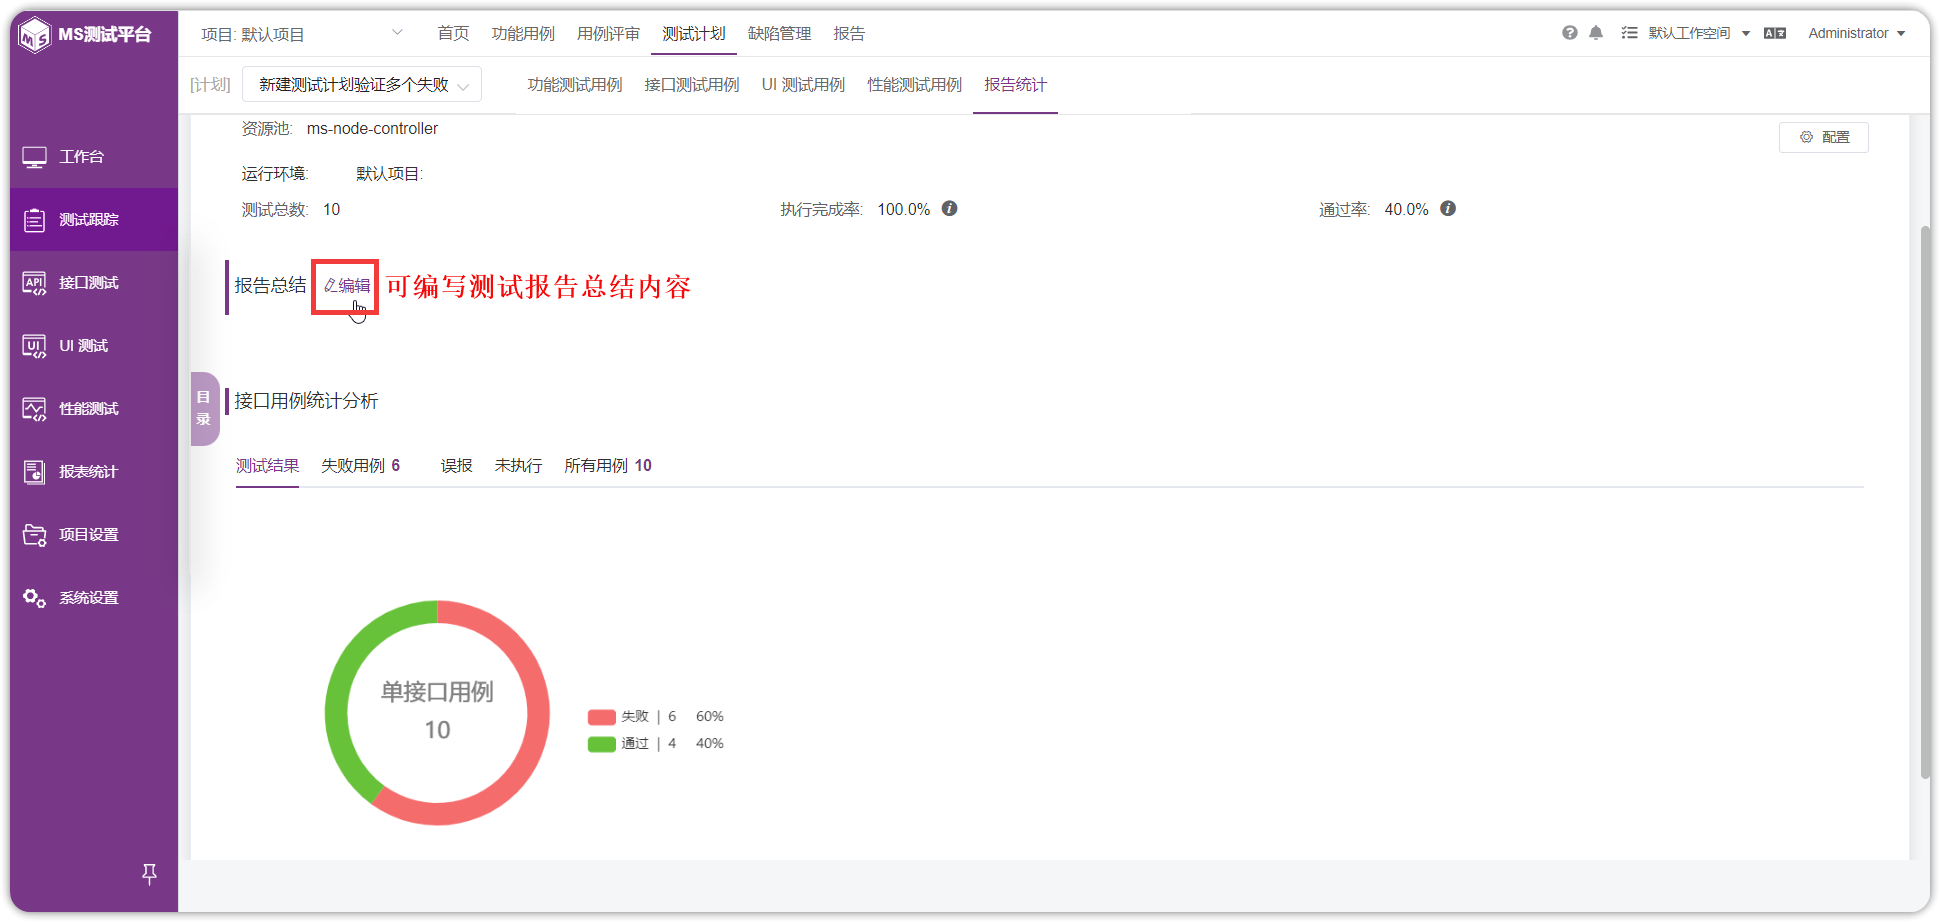 MS测试平台
项目: 默认项目
首页 功能用例 用例评审 测试计划 缺陷管理 报告
默认工作空间 Administrator
[计划] 新建测试计划验证多个失败
功能测试用例 接口测试用例 UI 测试用例 性能测试用例 报告统计
工作台
测试跟踪
API 接口测试
UI UI 测试
性能测试
报表统计
项目设置
系统设置
资源池: ms-node-controller
配置
运行环境: 默认项目:
测试总数: 10 执行完成率: 100.0% 通过率: 40.0%
报告总结 编辑 可编写测试报告总结内容
目录
接口用例统计分析
测试结果 失败用例 6 误报 未执行 所有用例 10
单接口用例
10
失败 | 6 60%
通过 | 4 40%